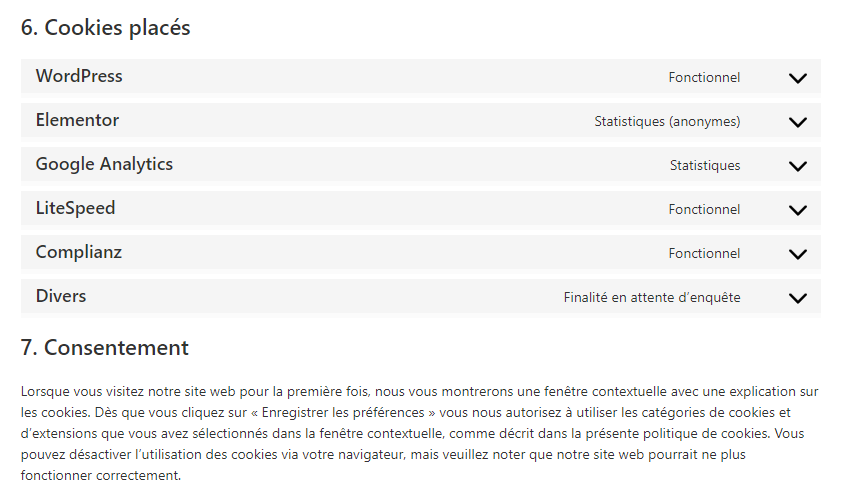 6. Cookies placés
WordPress Fonctionnel
Elementor Statistiques (anonymes)
Google Analytics Statistiques
LiteSpeed Fonctionnel
Complianz Fonctionnel
Divers Finalité en attente d’enquête
7. Consentement
Lorsque vous visitez notre site web pour la première fois, nous vous montrerons une fenêtre contextuelle avec une explication sur
les cookies. Dès que vous cliquez sur « Enregistrer les préférences » vous nous autorisez à utiliser les catégories de cookies et
d’extensions que vous avez sélectionnés dans la fenêtre contextuelle, comme décrit dans la présente politique de cookies. Vous
pouvez désactiver l’utilisation des cookies via votre navigateur, mais veuillez noter que notre site web pourrait ne plus
fonctionner correctement.